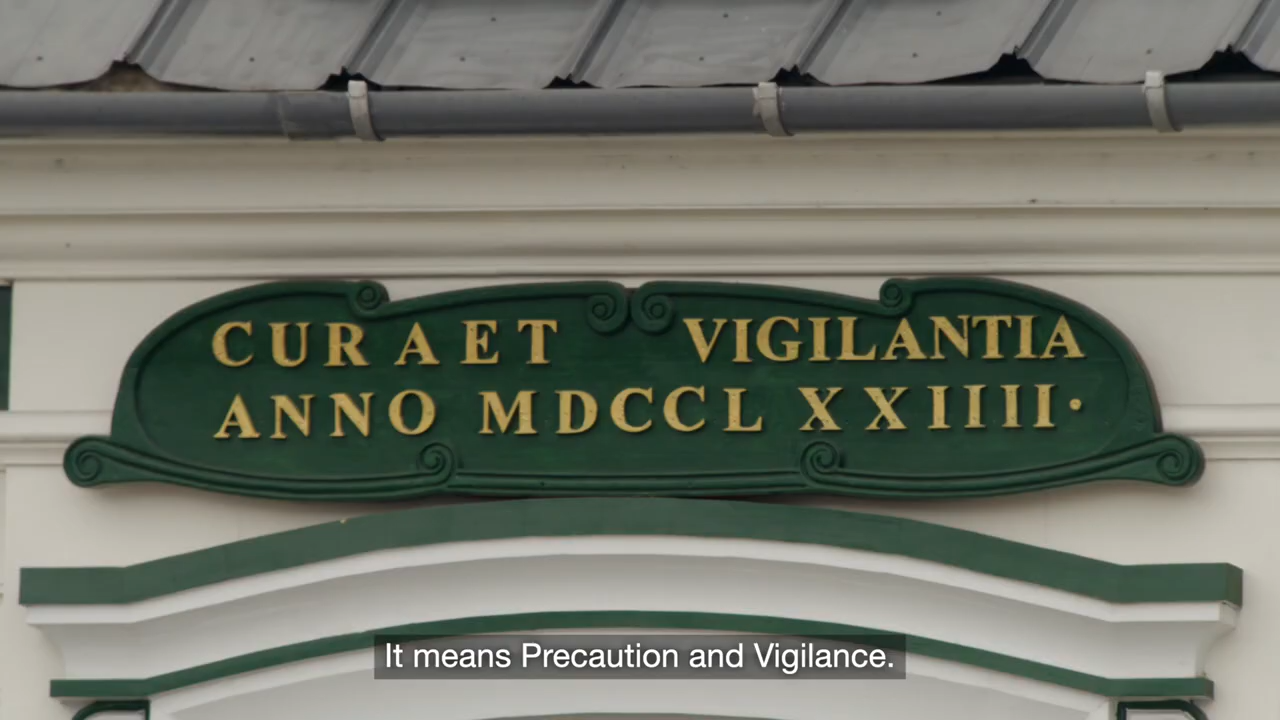 CURA ET VIGILANTIA
ANNO MDCCL XXIIII·
It means Precaution and Vigilance.